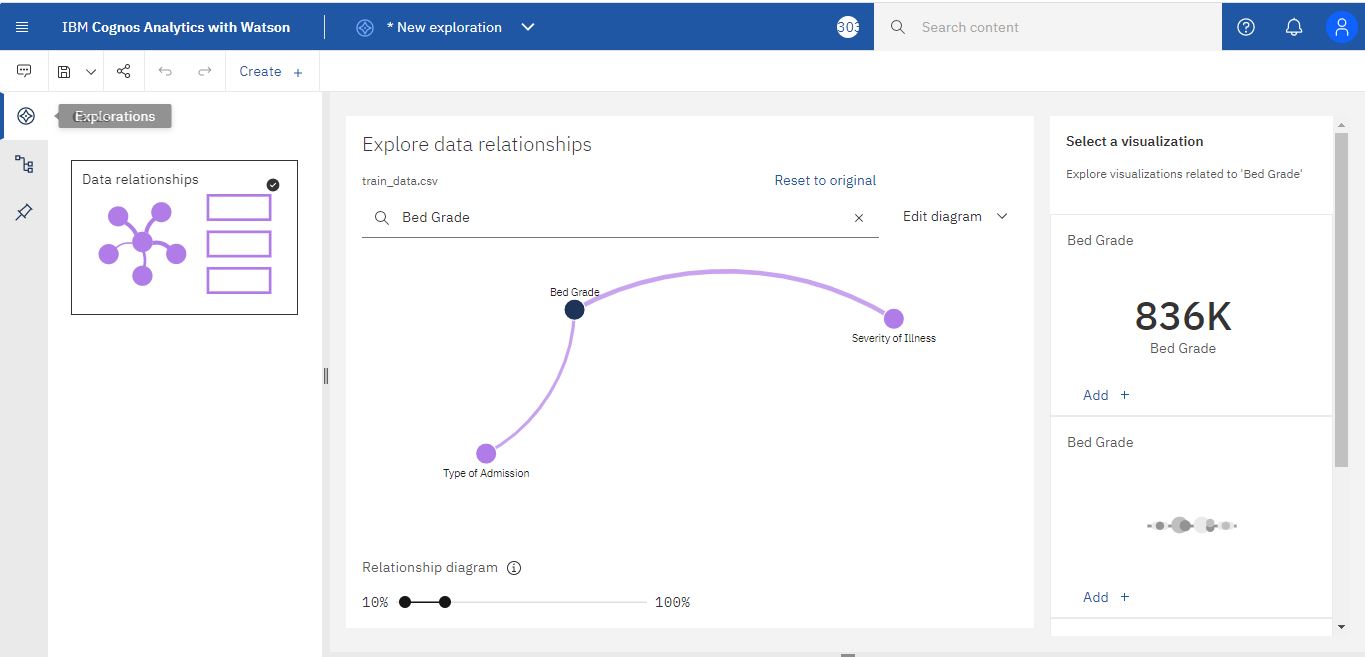 IBM Cognos Analytics with Watson
* New exploration
303
Search content
Create +
Explorations
Data relationships
Explore data relationships
train_data.csv
Reset to original
Bed Grade
Edit diagram
Bed Grade
Severity of Illness
Type of Admission
Relationship diagram
10%
100%
Select a visualization
Explore visualizations related to 'Bed Grade'
Bed Grade
836K
Bed Grade
Add +
Bed Grade
Add +